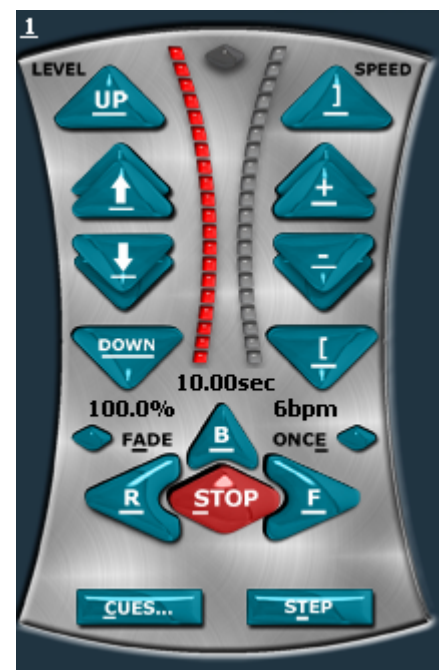 1
LEVEL SPEED
UP ]
+
-
DOWN [
10.00sec
100.0% 6bpm
FADE B ONCE
R STOP F
CUES... STEP